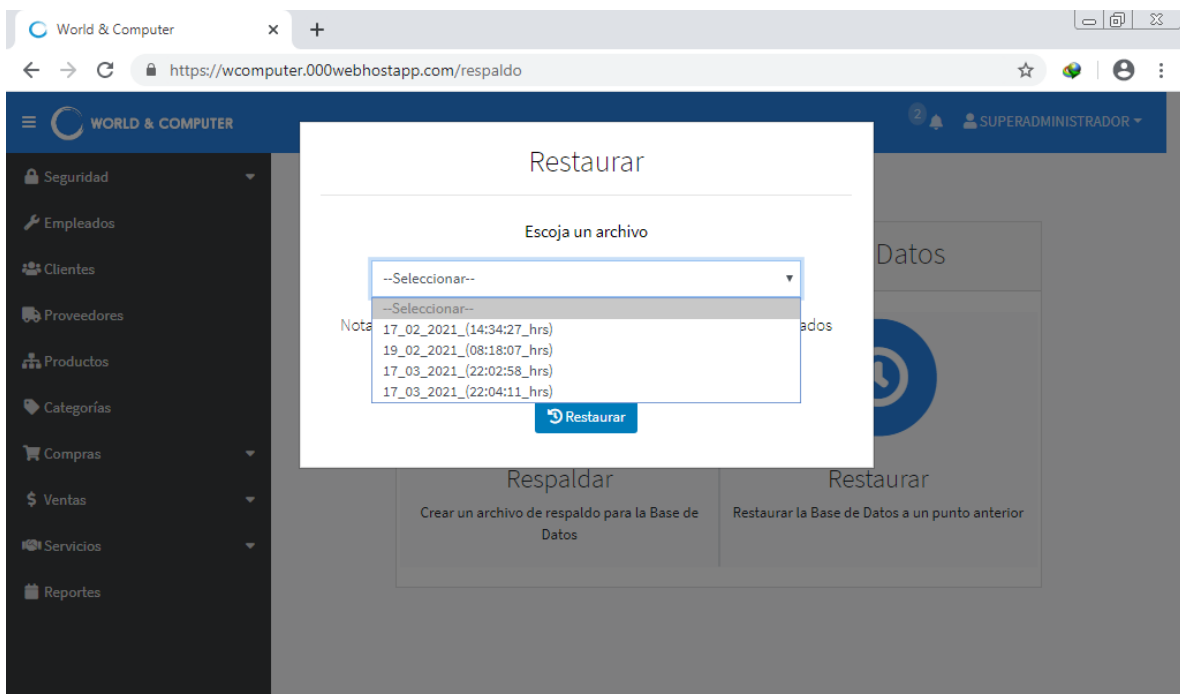 World & Computer
https://wcomputer.000webhostapp.com/respaldo
WORLD & COMPUTER
2
SUPERADMINISTRADOR
Seguridad
Empleados
Clientes
Proveedores
Productos
Categorías
Compras
$ Ventas
Servicios
Reportes
Restaurar
Escoja un archivo
--Seleccionar--
--Seleccionar--
17_02_2021_(14:34:27_hrs)
19_02_2021_(08:18:07_hrs)
17_03_2021_(22:02:58_hrs)
17_03_2021_(22:04:11_hrs)
Nota
ados
Restaurar
Datos
Respaldar
Crear un archivo de respaldo para la Base de
Datos
Restaurar
Restaurar la Base de Datos a un punto anterior